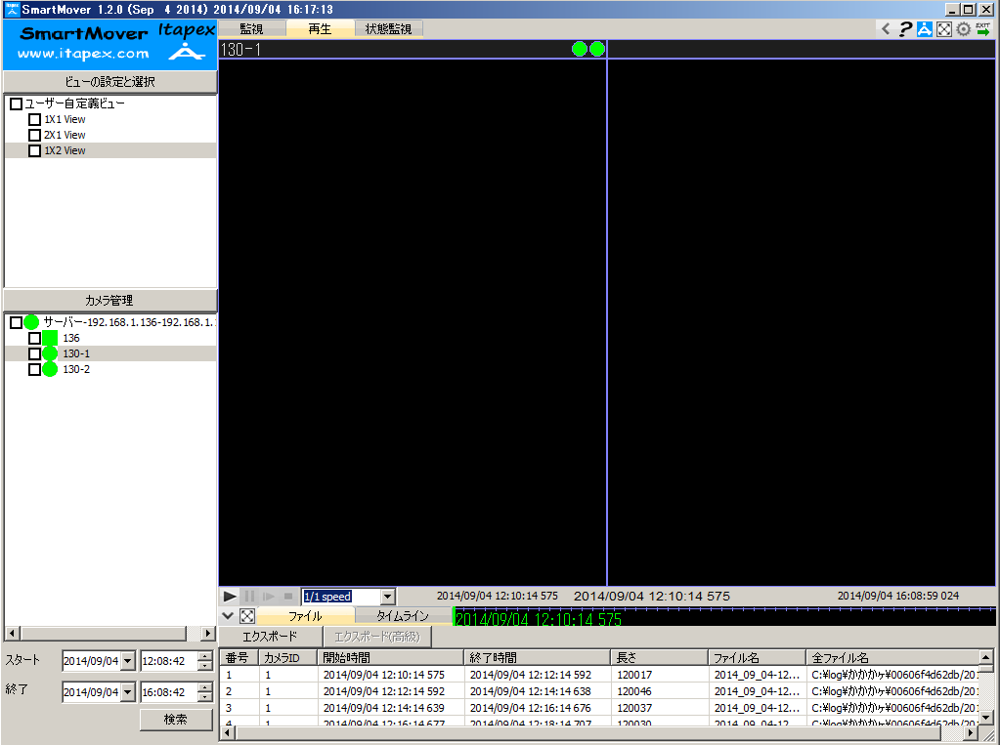 SmartMover 1.2.0 (Sep 4 2014) 2014/09/04 16:17:13
SmartMover Itapex
www.itapex.com
監視 再生 状態監視
EXIT
130-1
ビューの設定と選択
ユーザー自定義ビュー
1X1 View
2X1 View
1X2 View
カメラ管理
サーバー-192.168.1.136-192.168.1.
136
130-1
130-2
スタート 2014/09/04 12:08:42
終了 2014/09/04 16:08:42
検索
1/1 speed 2014/09/04 12:10:14 575 2014/09/04 12:10:14 575 2014/09/04 16:08:59 024
ファイル タイムライン 2014/09/04 12:10:14 575
エクスポード エクスポード(高級)
番号 カメラID 開始時間 終了時間 長さ ファイル名 全ファイル名
1 1 2014/09/04 12:10:14 575 2014/09/04 12:12:14 592 120017 2014_09_04-12... C:¥log¥かかかヶ¥00606f4d62db/201
2 1 2014/09/04 12:12:14 592 2014/09/04 12:14:14 638 120046 2014_09_04-12... C:¥log¥かかかヶ¥00606f4d62db/201
3 1 2014/09/04 12:14:14 639 2014/09/04 12:16:14 676 120037 2014_09_04-12... C:¥log¥かかかヶ¥00606f4d62db/201
4 1 2014/09/04 12:16:14 677 2014/09/04 12:18:14 707 120030 2014_09_04-12... C:¥log¥かかかヶ¥00606f4d62db/201